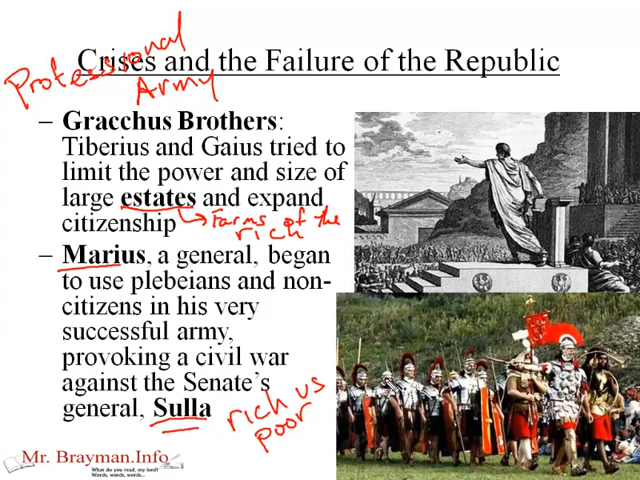 Crises and the Failure of the Republic
Professional
Army
– Gracchus Brothers:
Tiberius and Gaius tried to
limit the power and size of
large estates and expand
citizenship
Farms of the
rich
– Marius, a general, began
to use plebeians and non-
citizens in his very
successful army,
provoking a civil war
against the Senate's
general, Sulla
rich vs
poor
Mr. Brayman.Info
What do you read, my lord?
Words, words, words...